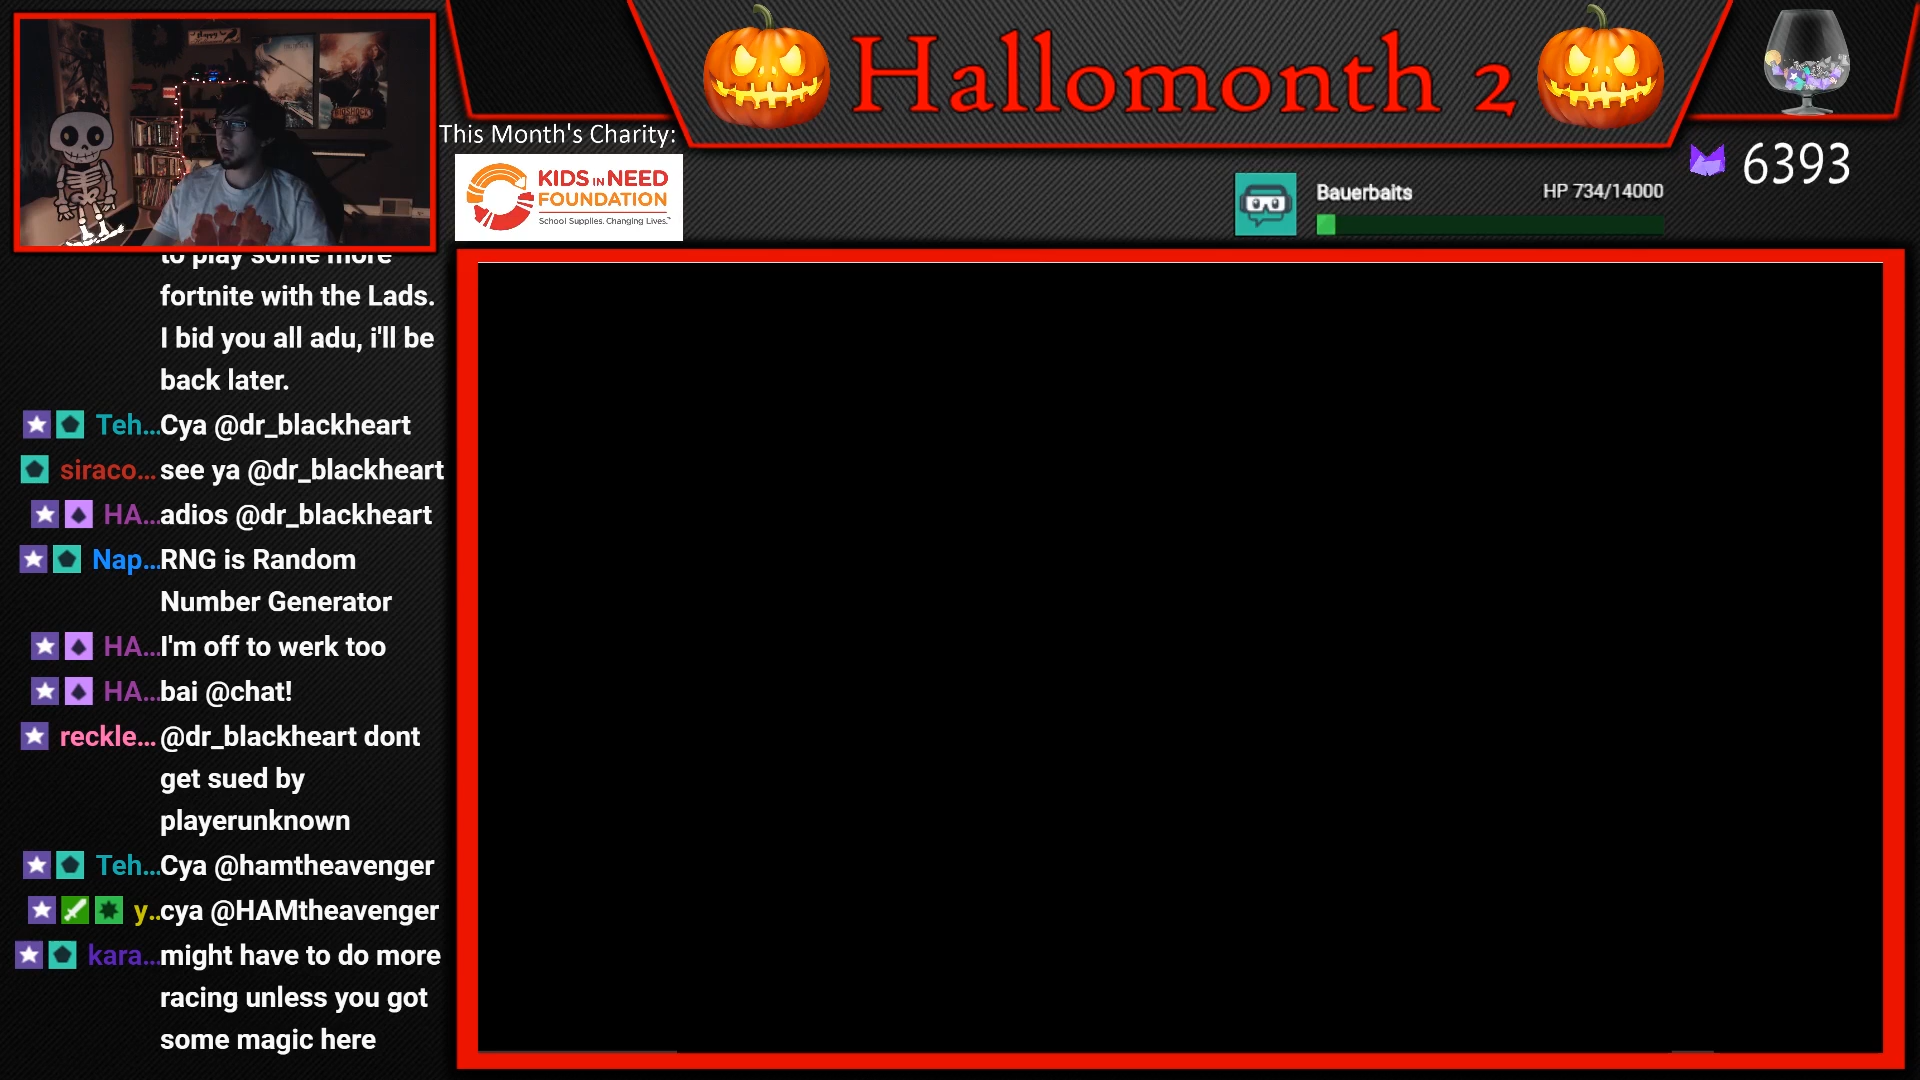 Hallomonth 2
This Month's Charity:
KIDS IN NEED
FOUNDATION
School Supplies. Changing Lives.
6393
Bauerbaits
HP 734/14000
to play some more
fortnite with the Lads.
I bid you all adu, i'll be
back later.
Teh... Cya @dr_blackheart
siraco... see ya @dr_blackheart
HA... adios @dr_blackheart
Nap... RNG is Random
Number Generator
HA... I'm off to werk too
HA... bai @chat!
reckle... @dr_blackheart dont
get sued by
playerunknown
Teh... Cya @hamtheavenger
y.. cya @HAMtheavenger
kara... might have to do more
racing unless you got
some magic here